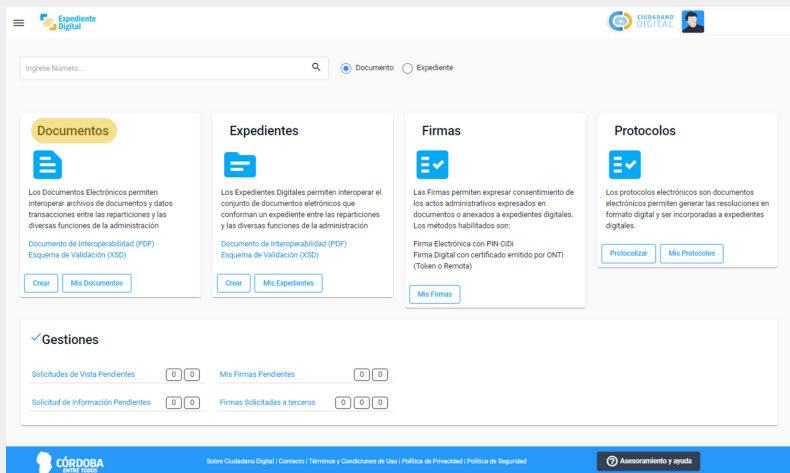 Expediente
Digital
CIUDADANO
DIGITAL
Ingrese Número...
Documento
Expediente
Documentos
Los Documentos Electrónicos permiten
interoperar archivos de documentos y datos
transacciones entre las reparticiones y las
diversas funciones de la administración
Documento de Interoperabilidad (PDF)
Esquema de Validación (XSD)
Crear
Mis Documentos
Expedientes
Los Expedientes Digitales permiten interoperar el
conjunto de documentos eletrónicos que
conforman un expediente entre las reparticiones
y las diversas funciones de la administración
Documento de Interoperabilidad (PDF)
Esquema de Validación (XSD)
Crear
Mis Expedientes
Firmas
Las Firmas permiten expresar consentimiento de
los actos administrativos expresados en
documentos o anexados a expedientes digitales.
Los métodos habilitados son:
Firma Electrónica con PIN CiDi
Firma Digital con certificado emitido por ONTI
(Token o Remota)
Mis Firmas
Protocolos
Los protocolos electrónicos son documentos
electrónicos permiten generar las resoluciones en
formato digital y ser incorporadas a expedientes
digitales.
Protocolizar
Mis Protocolos
Gestiones
Solicitudes de Vista Pendientes 0 0
Mis Firmas Pendientes 0 0
Solicitud de Información Pendientes 0 0
Firmas Solicitadas a terceros 0 0 0
CÓRDOBA
ENTRE TODOS
Sobre Ciudadano Digital | Contacto | Términos y Condiciones de Uso | Política de Privacidad | Política de Seguridad
Asesoramiento y ayuda